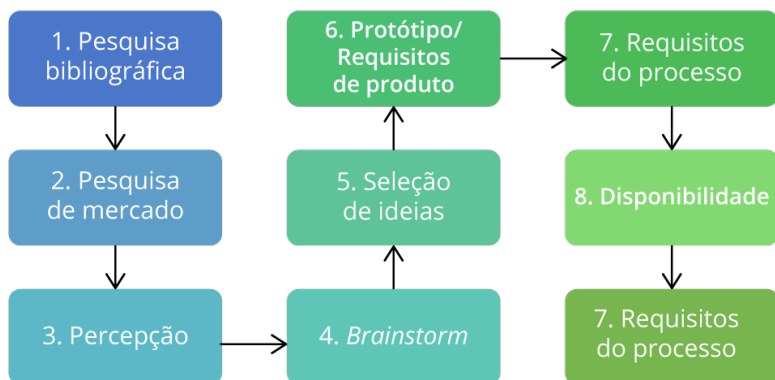 1. Pesquisa
bibliográfica
2. Pesquisa
de mercado
3. Percepção
4. Brainstorm
5. Seleção
de ideias
6. Protótipo/
Requisitos
de produto
7. Requisitos
do processo
8. Disponibilidade
7. Requisitos
do processo